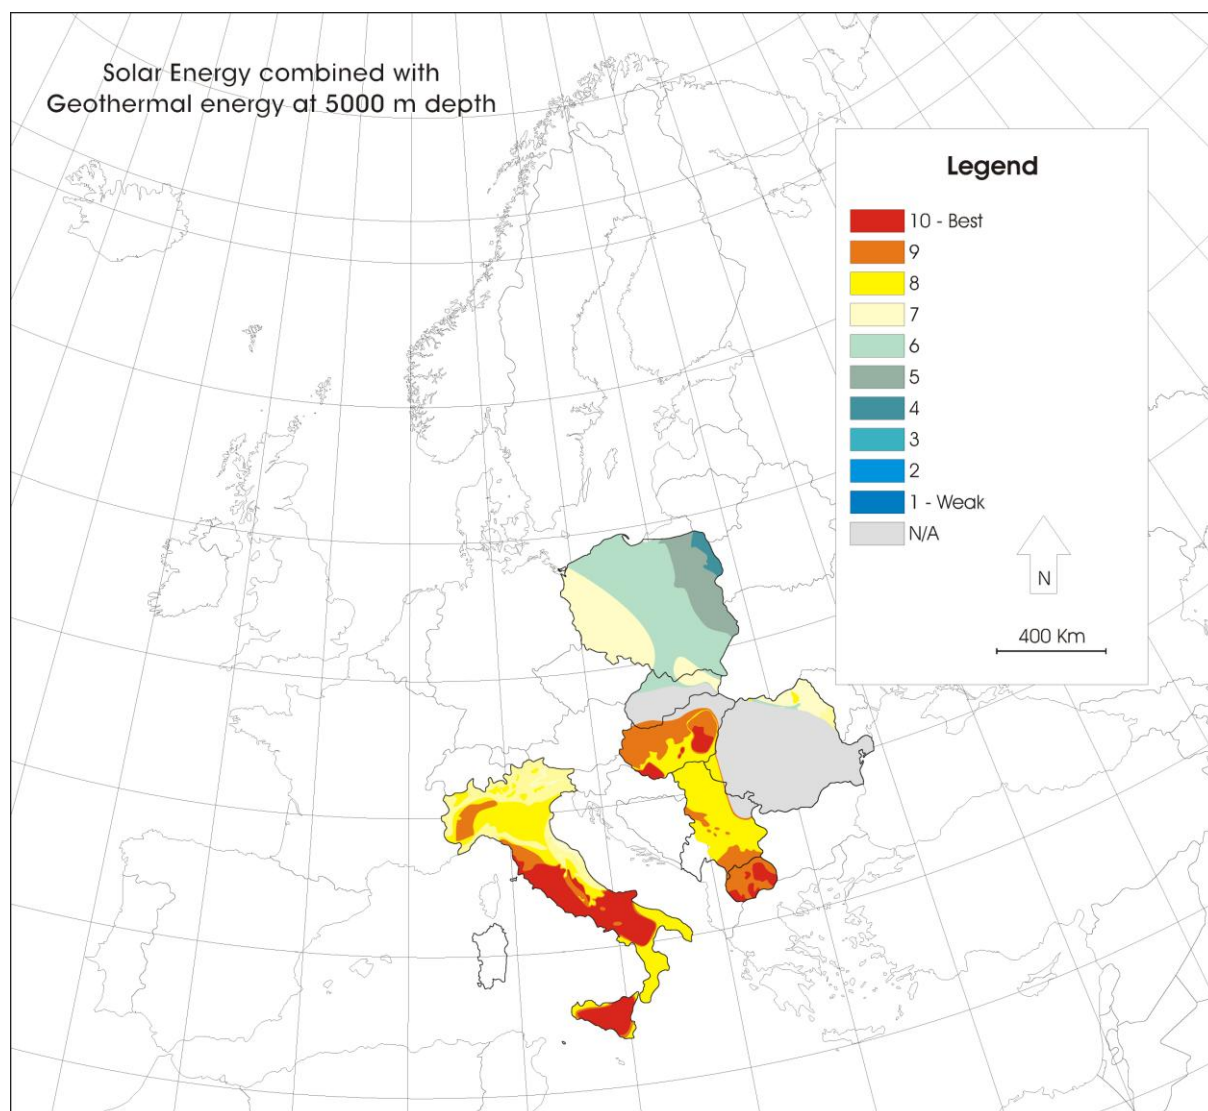 Solar Energy combined with
Geothermal energy at 5000 m depth
Legend
10 - Best
9
8
7
6
5
4
3
2
1 - Weak
N/A
N
400 Km